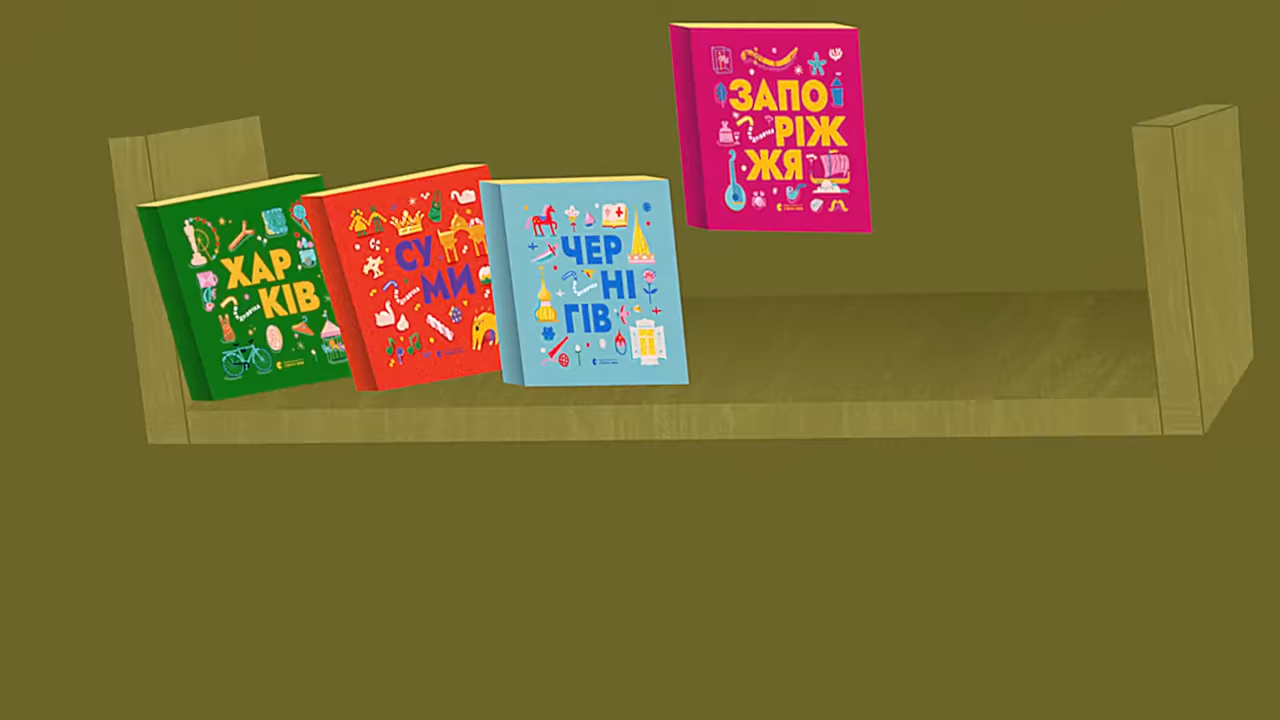 ХАР
КІВ
СУ
МИ
ЧЕР
НІ
ГІВ
ЗАПО
РІЖ
ЖЯ